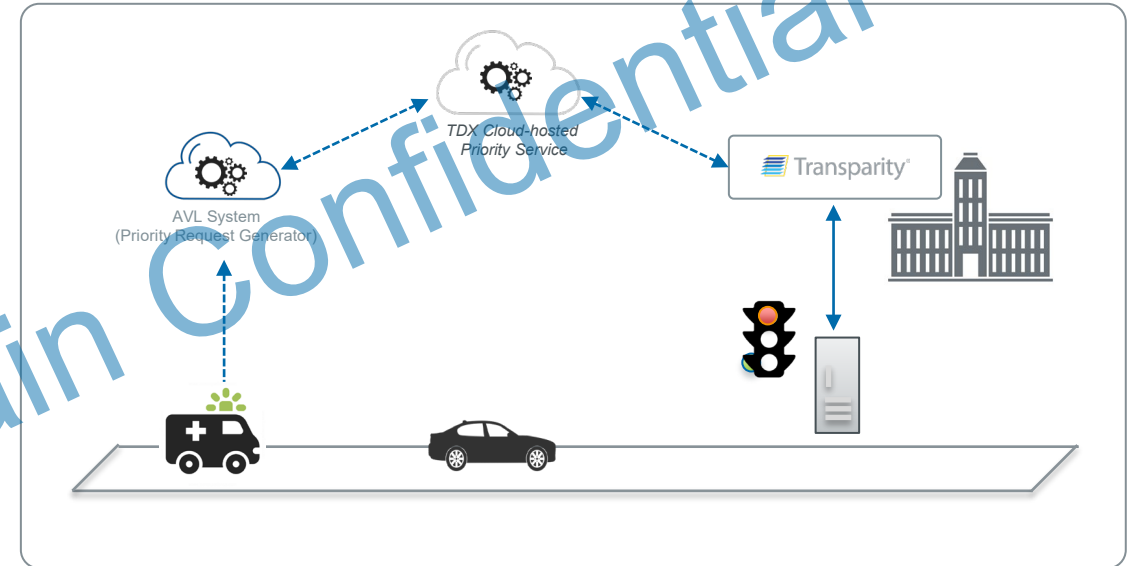 TDX Cloud-hosted
Priority Service
Transparity®
AVL System
(Priority Request Generator)
in Confidential